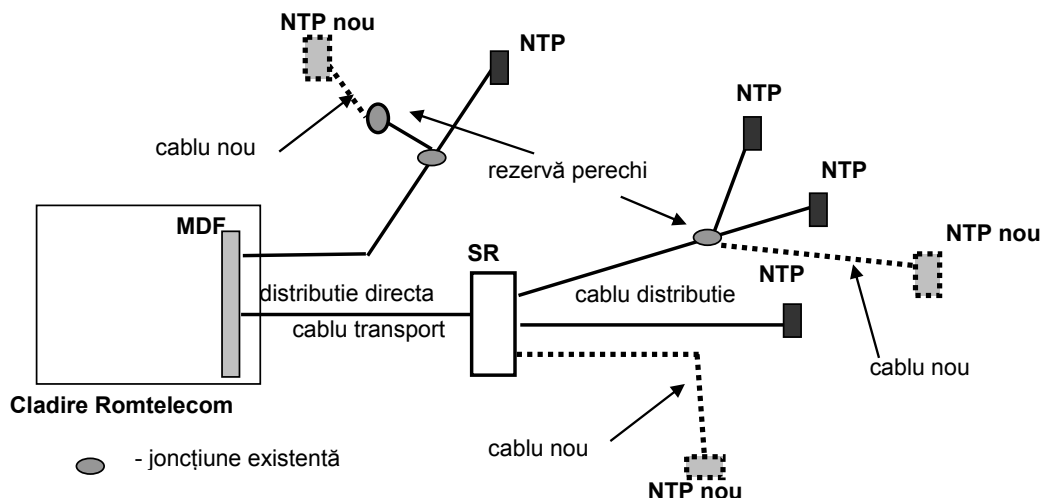 NTP nou
NTP
NTP
cablu nou
rezervă perechi
NTP
MDF
NTP nou
SR
NTP
distributie directa
cablu distributie
cablu transport
cablu nou
Cladire Romtelecom
cablu nou
- joncțiune existentă
NTP nou